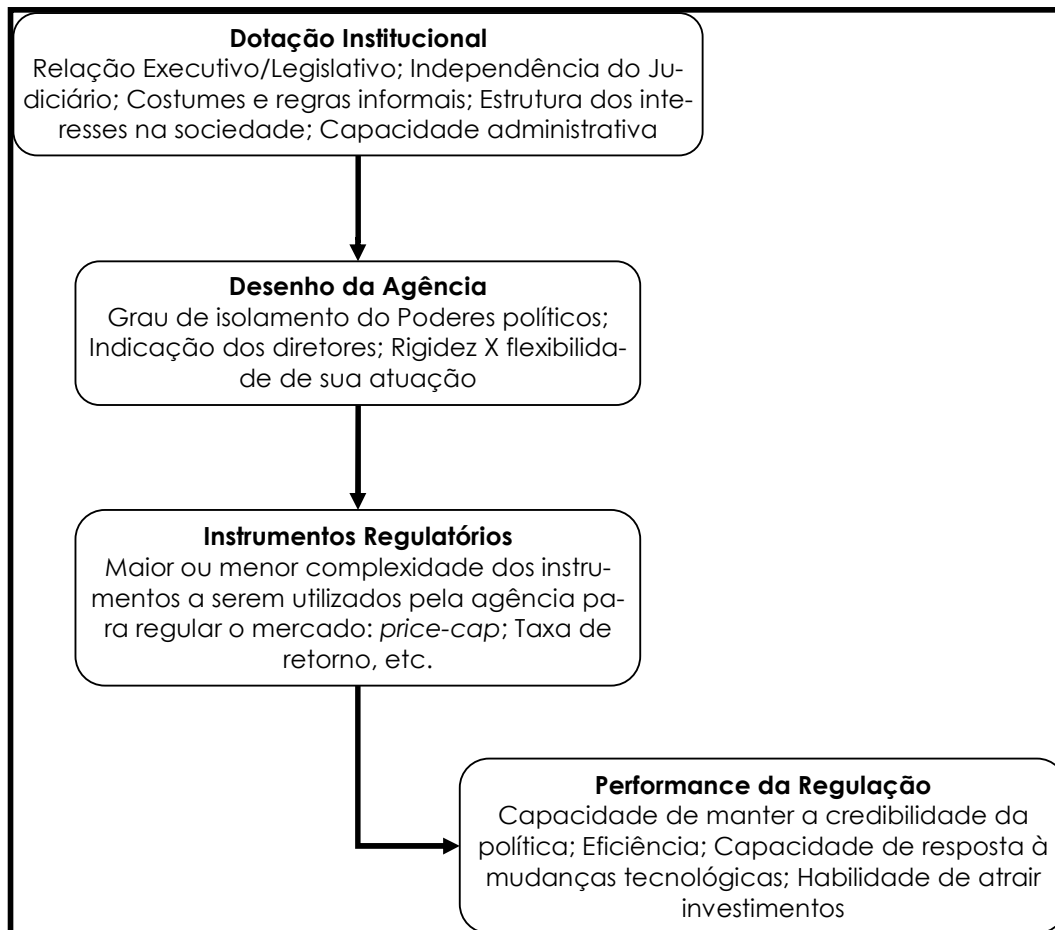 Dotação Institucional
Relação Executivo/Legislativo; Independência do Ju-
diciário; Costumes e regras informais; Estrutura dos inte-
resses na sociedade; Capacidade administrativa
Desenho da Agência
Grau de isolamento do Poderes políticos;
Indicação dos diretores; Rigidez X flexibilida-
de de sua atuação
Instrumentos Regulatórios
Maior ou menor complexidade dos instru-
mentos a serem utilizados pela agência pa-
ra regular o mercado: price-cap; Taxa de
retorno, etc.
Performance da Regulação
Capacidade de manter a credibilidade da
política; Eficiência; Capacidade de resposta à
mudanças tecnológicas; Habilidade de atrair
investimentos